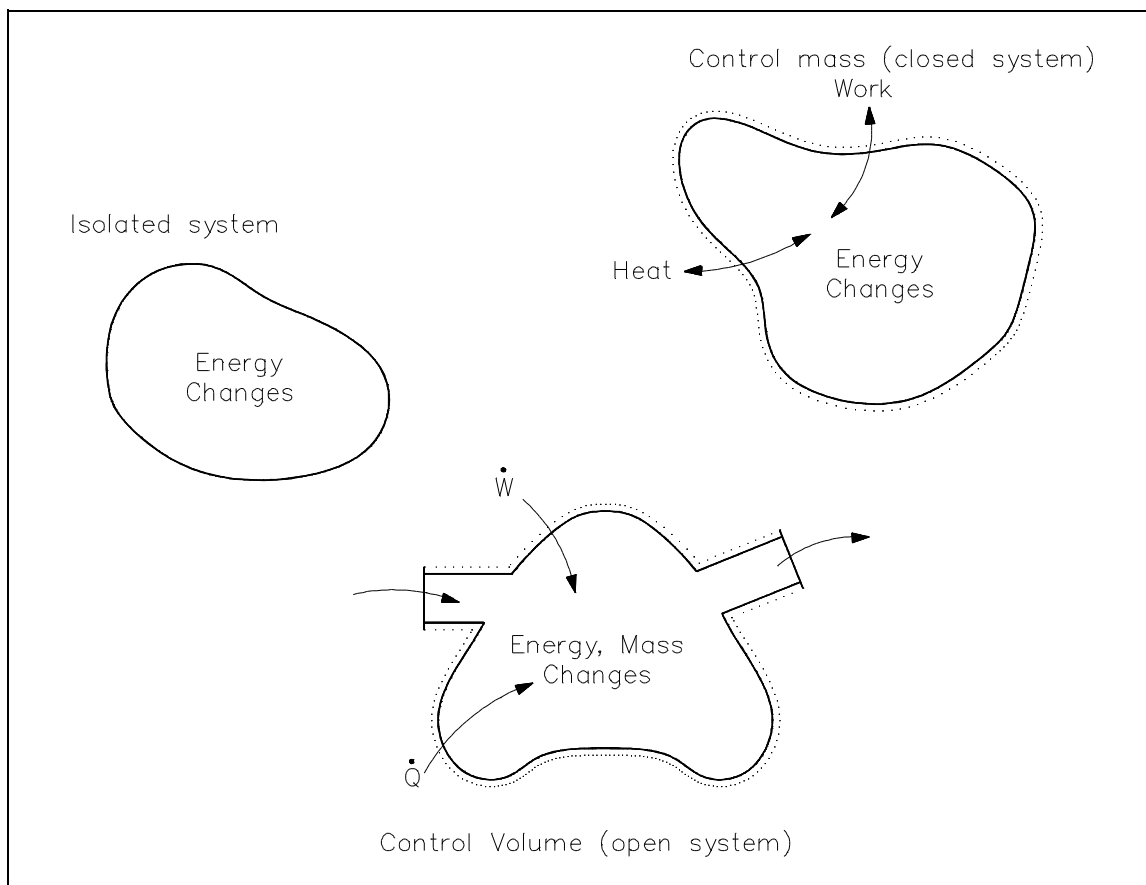 Control mass (closed system)
Work
Isolated system
Heat
Energy
Changes
Energy
Changes
Ẇ
Energy, Mass
Changes
Q̇
Control Volume (open system)